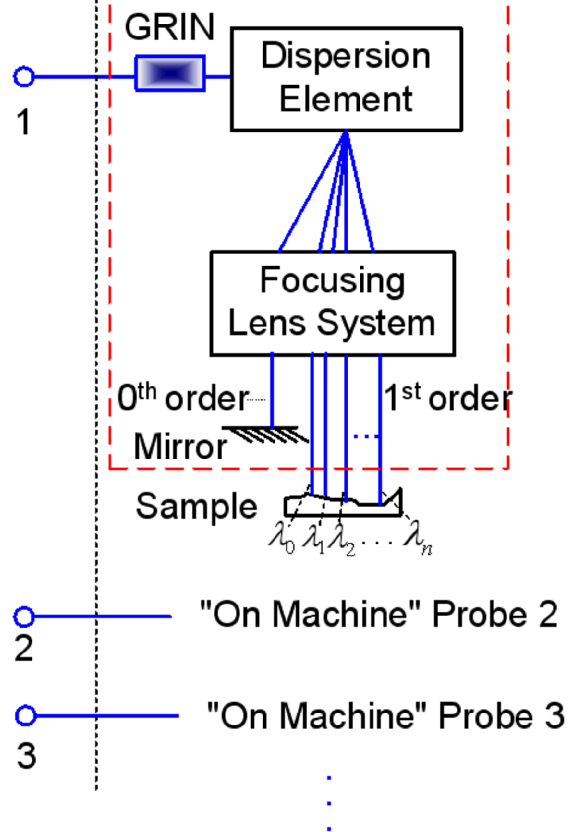 GRIN
1
Dispersion
Element
Focusing
Lens System
0th order
1st order
Mirror
...
Sample
λ0 λ1 λ2 ... λn
2
"On Machine" Probe 2
3
"On Machine" Probe 3